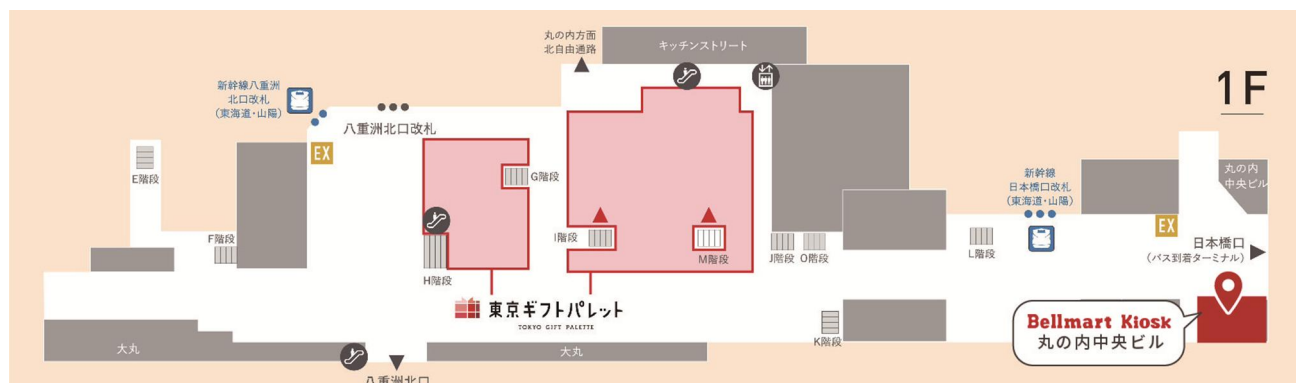 丸の内方面
北自由通路
キッチンストリート
1F
新幹線八重洲
北口改札
(東海道・山陽)
八重洲北口改札
EX
E階段
G階段
F階段
H階段
I階段
M階段
J階段
O階段
新幹線
日本橋口改札
(東海道・山陽)
丸の内
中央ビル
EX
L階段
日本橋口
(バス到着ターミナル)
東京ギフトパレット
TOKYO GIFT PALETTE
K階段
Bellmart Kiosk
丸の内中央ビル
大丸
大丸
八重洲北口